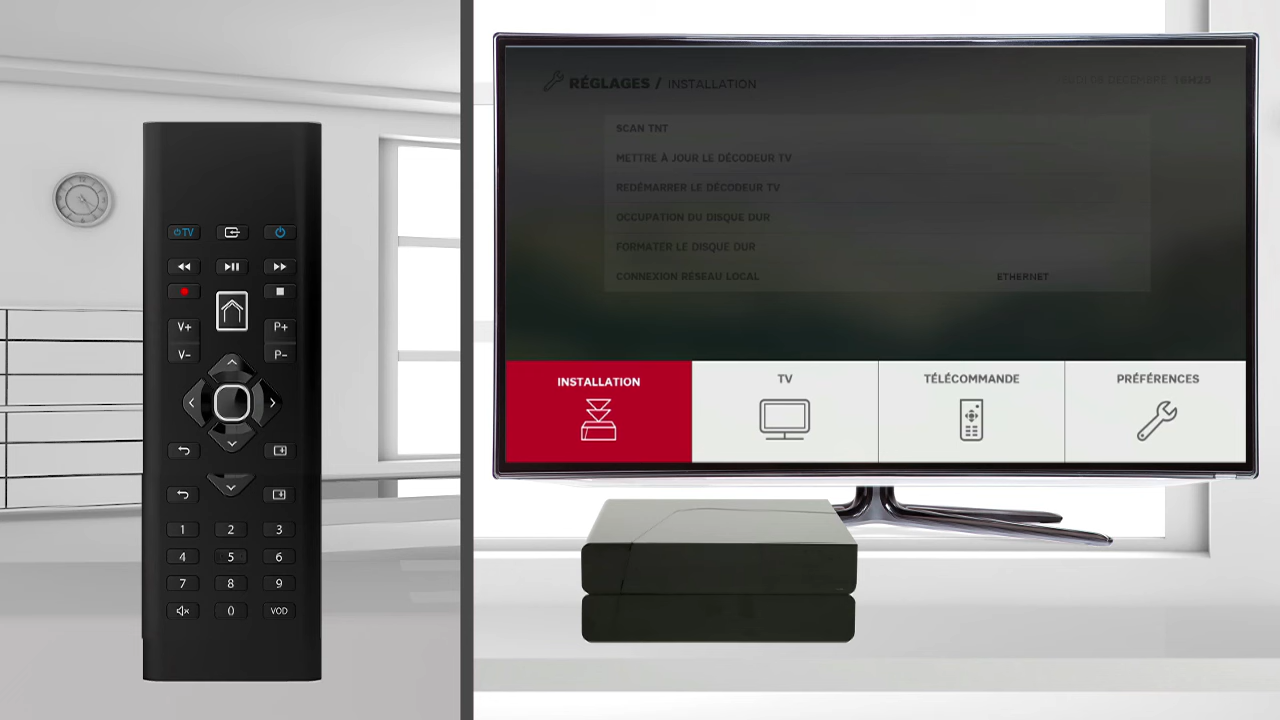 TV
V+
P+
V-
P-
1
2
3
4
5
6
7
8
9
0
VOD
RÉGLAGES / INSTALLATION
DÉCEMBRE 16H25
SCAN TNT
METTRE À JOUR LE DÉCODEUR TV
REDÉMARRER LE DÉCODEUR TV
OCCUPATION DU DISQUE DUR
FORMATER LE DISQUE DUR
CONNEXION RÉSEAU LOCAL
ETHERNET
INSTALLATION
TV
TÉLÉCOMMANDE
PRÉFÉRENCES